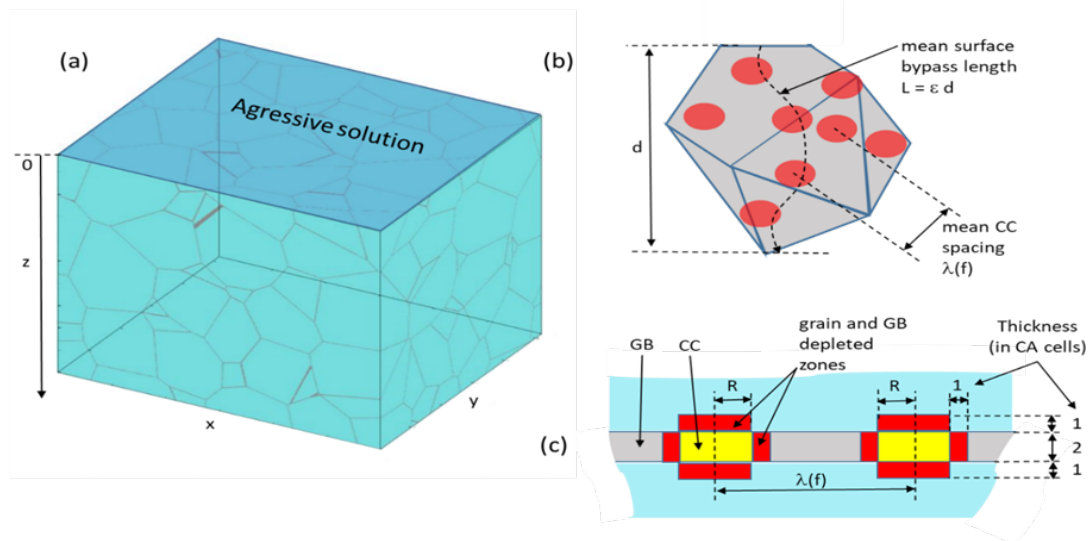 (a)
Agressive solution
0
z
x
y
(b)
mean surface
bypass length
L = ε d
d
mean CC
spacing
λ(f)
(c)
grain and GB
depleted
zones
Thickness
(in CA cells)
GB
CC
R
R
1
1
2
1
λ(f)